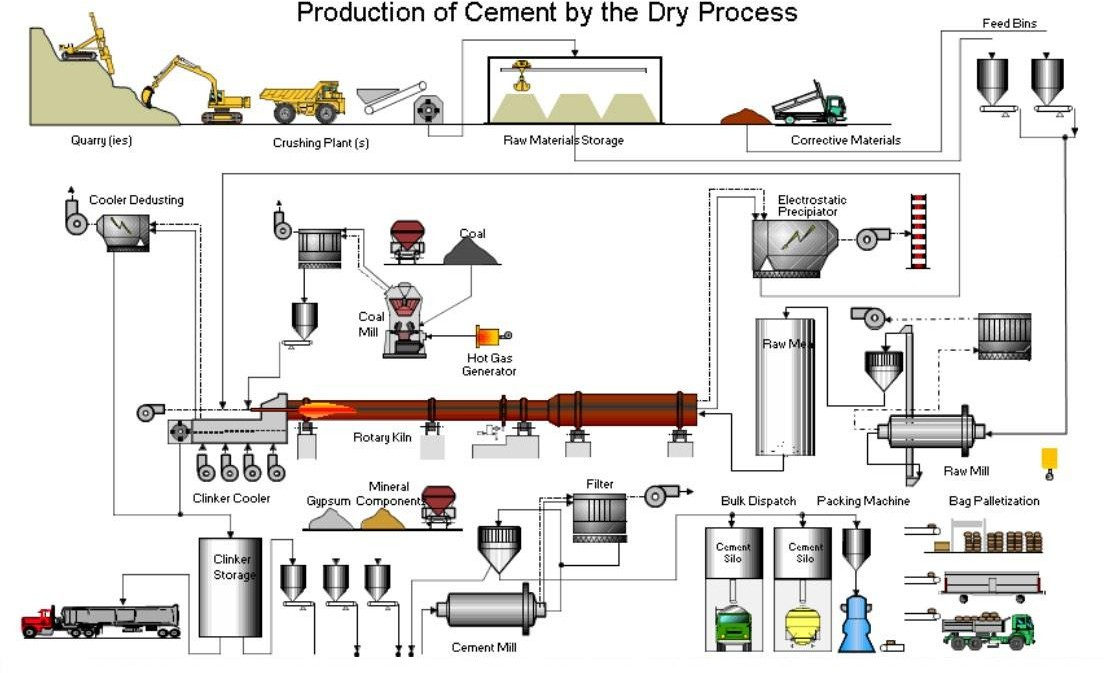 Production of Cement by the Dry Process
Feed Bins
Quarry (ies)
Crushing Plant (s)
Raw Materials Storage
Corrective Materials
Cooler Dedusting
Coal
Electrostatic
Precipiator
Coal
Mill
Hot Gas
Generator
Raw Meal
Rotary Kiln
Raw Mill
Clinker Cooler
Gypsum
Mineral
Components
Filter
Bulk Dispatch
Packing Machine
Bag Palletization
Clinker
Storage
Cement
Silo
Cement
Silo
Cement Mill